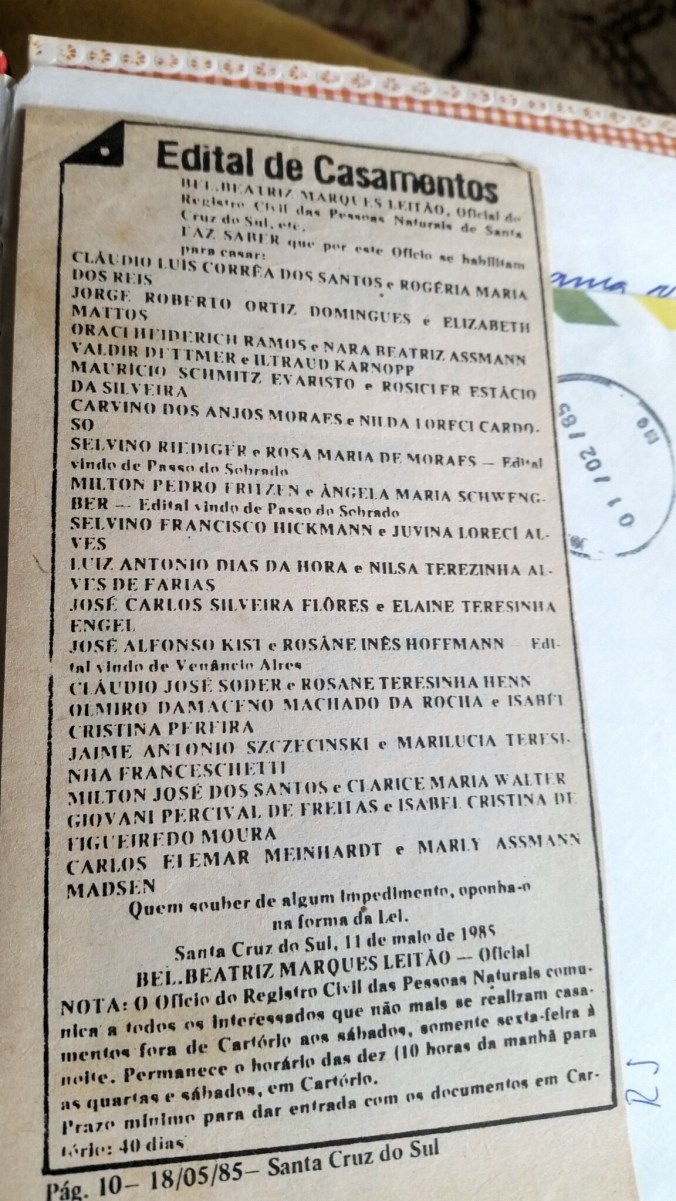 Edital de Casamentos
BEL.BEATRIZ MARQUES LEITÃO, Oficial do
Registro Civil das Pessoas Naturais de Santa
Cruz do Sul, etc.
FAZ SABER que por este Ofício se habilitam
para casar:
CLÁUDIO LUIS CORRÊA DOS SANTOS e ROGÉRIA MARIA
DOS REIS
JORGE ROBERTO ORTIZ DOMINGUES e ELIZABETH
MATTOS
ORACI HEIDERICH RAMOS e NARA BEATRIZ ASSMANN
VALDIR DETTMER e ILTRAUD KARNOPP
MAURICIO SCHMITZ EVARISTO e ROSICLER ESTÁCIO
DA SILVEIRA
CARVINO DOS ANJOS MORAES e NILDA LORECI CARDO-
SO
SELVINO RIEDIGER e ROSA MARIA DE MORAES — Edital
vindo de Passo do Sobrado
MILTON PEDRO FRITZEN e ÂNGELA MARIA SCHWENG-
BER — Edital vindo de Passo do Sobrado
SELVINO FRANCISCO HICKMANN e JUVINA LORECÍ AL-
VES
LUIZ ANTONIO DIAS DA HORA e NILSA TEREZINHA AL-
VES DE FARIAS
JOSÉ CARLOS SILVEIRA FLÔRES e ELAINE TERESINHA
ENGEL
JOSÉ ALFONSO KIST e ROSÂNE INÊS HOFFMANN — Edi-
tal vindo de Venâncio Aires
CLÁUDIO JOSÉ SODER e ROSANE TERESINHA HENN
OLMIRO DAMACENO MACHADO DA ROCHA e ISABEL
CRISTINA PEREIRA
JAIME ANTONIO SZCZECINSKI e MARILUCIA TERESI-
NHA FRANCESCHETTI
MILTON JOSÉ DOS SANTOS e CLARICE MARIA WALTER
GIOVANI PERCIVAL DE FREITAS e ISABEL CRISTINA DE
FIGUEIREDO MOURA
CARLOS ELEMAR MEINHARDT e MARLY ASSMANN
MADSEN
Quem souber de algum impedimento, oponha-o
na forma da Lei.
Santa Cruz do Sul, 11 de maio de 1985
BEL.BEATRIZ MARQUES LEITÃO — Oficial
NOTA: O Ofício do Registro Civil das Pessoas Naturais comu-
nica a todos os interessados que não mais se realizam casa-
mentos fora de Cartório aos sábados, somente sexta-feira à
noite. Permanece o horário das dez (10 horas da manhã para
as quartas e sábados, em Cartório.
Prazo mínimo para dar entrada com os documentos em Car-
tório: 40 dias
Pág. 10– 18/05/85– Santa Cruz do Sul
01/02/85
RJ